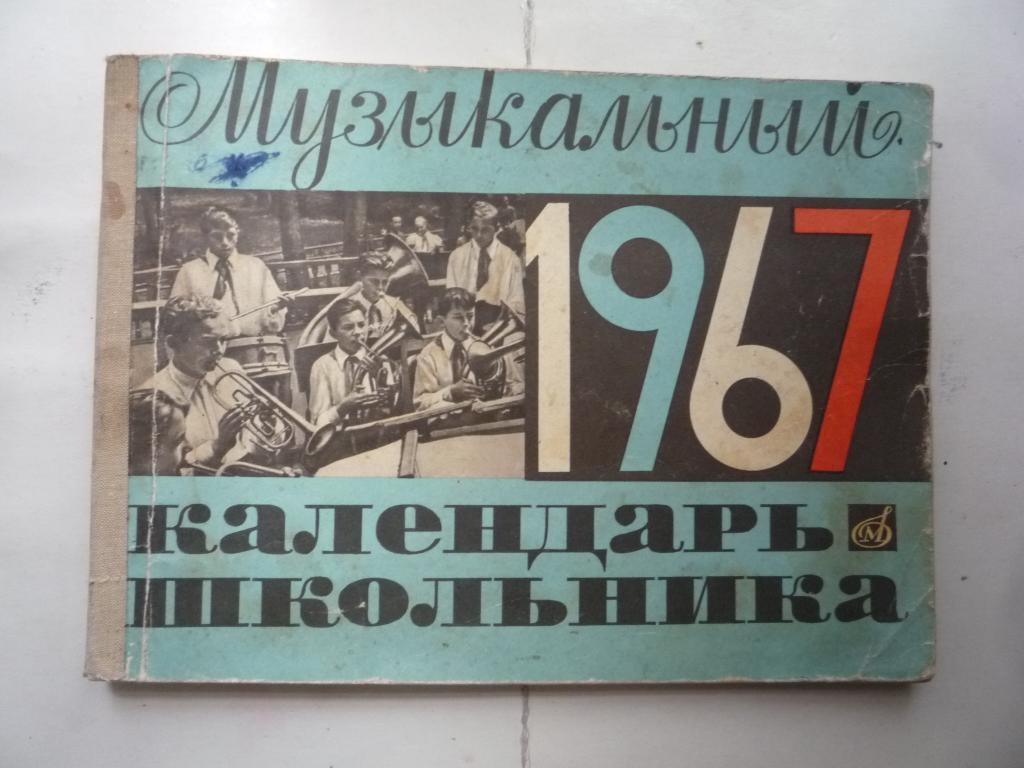 Музыкальный
1967
календарь
М
школьника